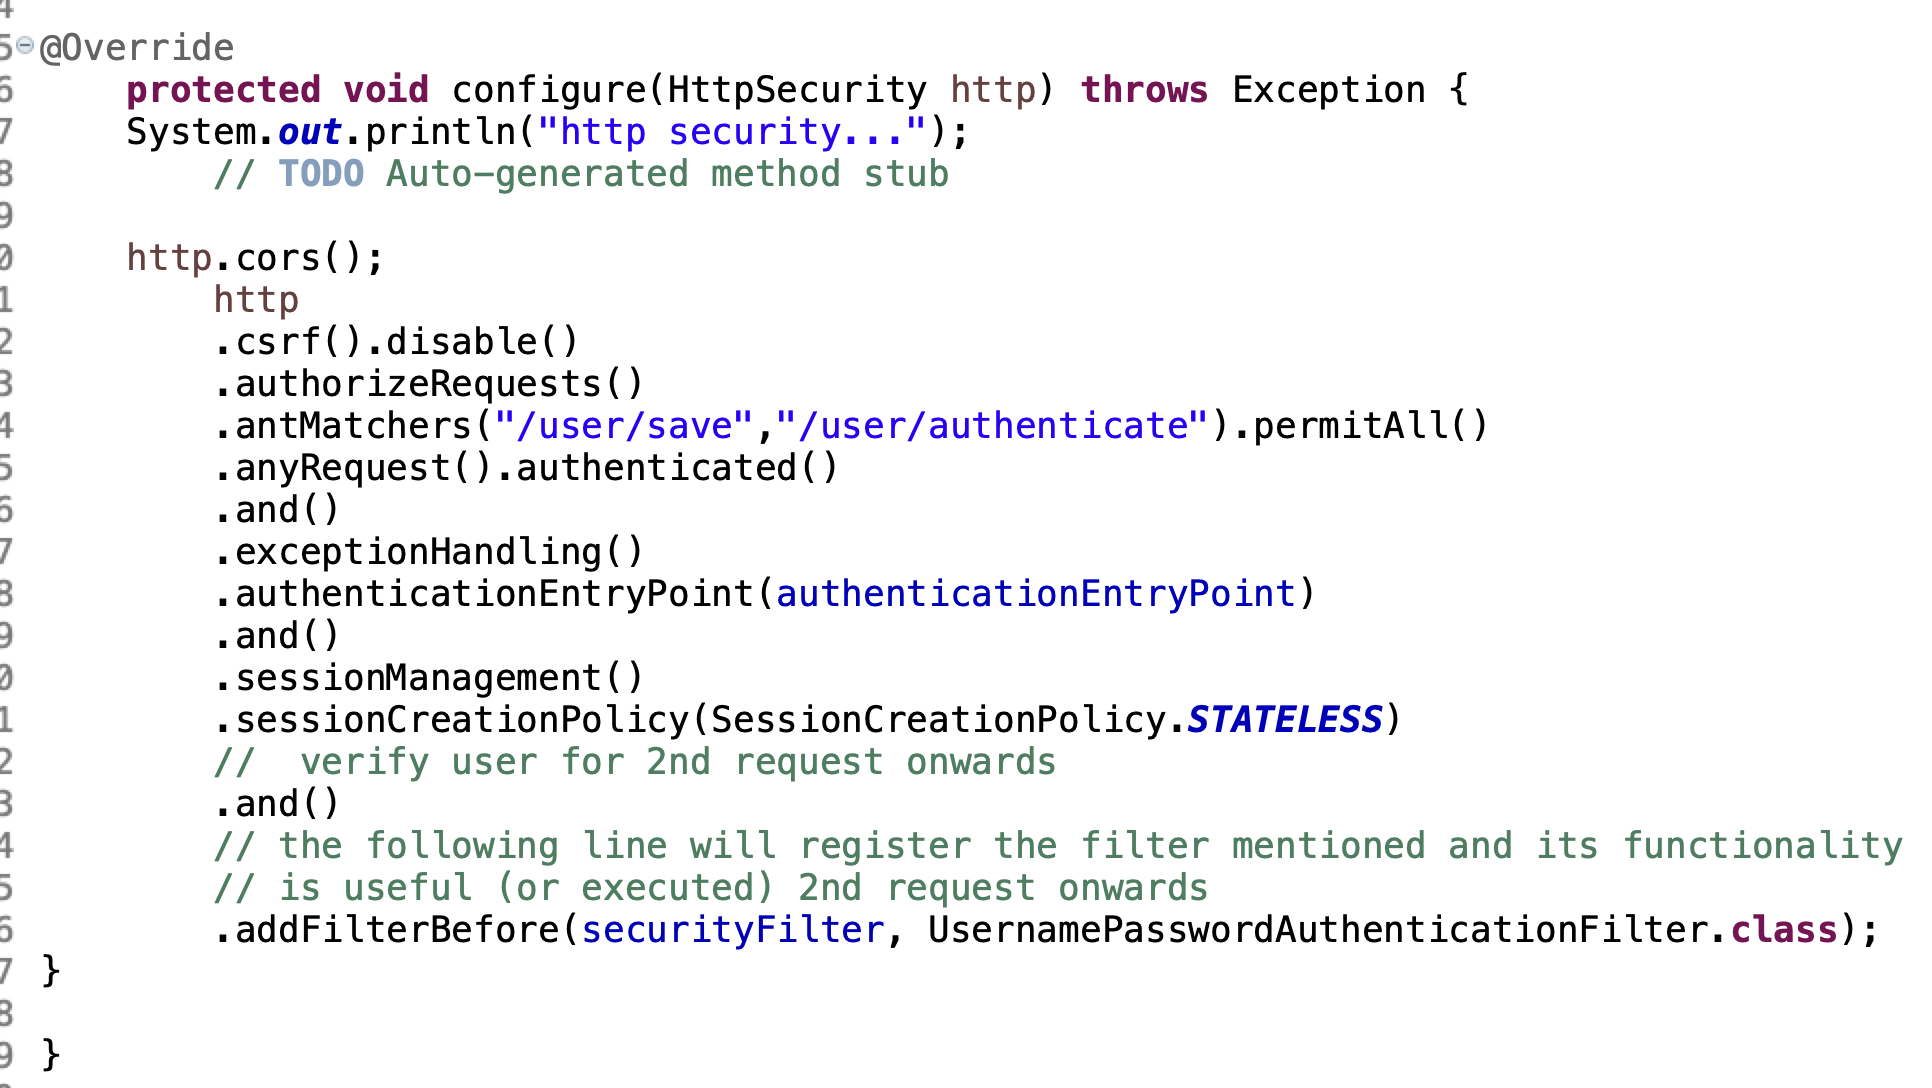 4
5 @Override
6 protected void configure(HttpSecurity http) throws Exception {
7 System.out.println("http security...");
8 // TODO Auto-generated method stub
9
0 http.cors();
1 http
2 .csrf().disable()
3 .authorizeRequests()
4 .antMatchers("/user/save","/user/authenticate").permitAll()
5 .anyRequest().authenticated()
6 .and()
7 .exceptionHandling()
8 .authenticationEntryPoint(authenticationEntryPoint)
9 .and()
0 .sessionManagement()
1 .sessionCreationPolicy(SessionCreationPolicy.STATELESS)
2 //  verify user for 2nd request onwards
3 .and()
4 // the following line will register the filter mentioned and its functionality
5 // is useful (or executed) 2nd request onwards
6 .addFilterBefore(securityFilter, UsernamePasswordAuthenticationFilter.class);
7 }
8
9 }